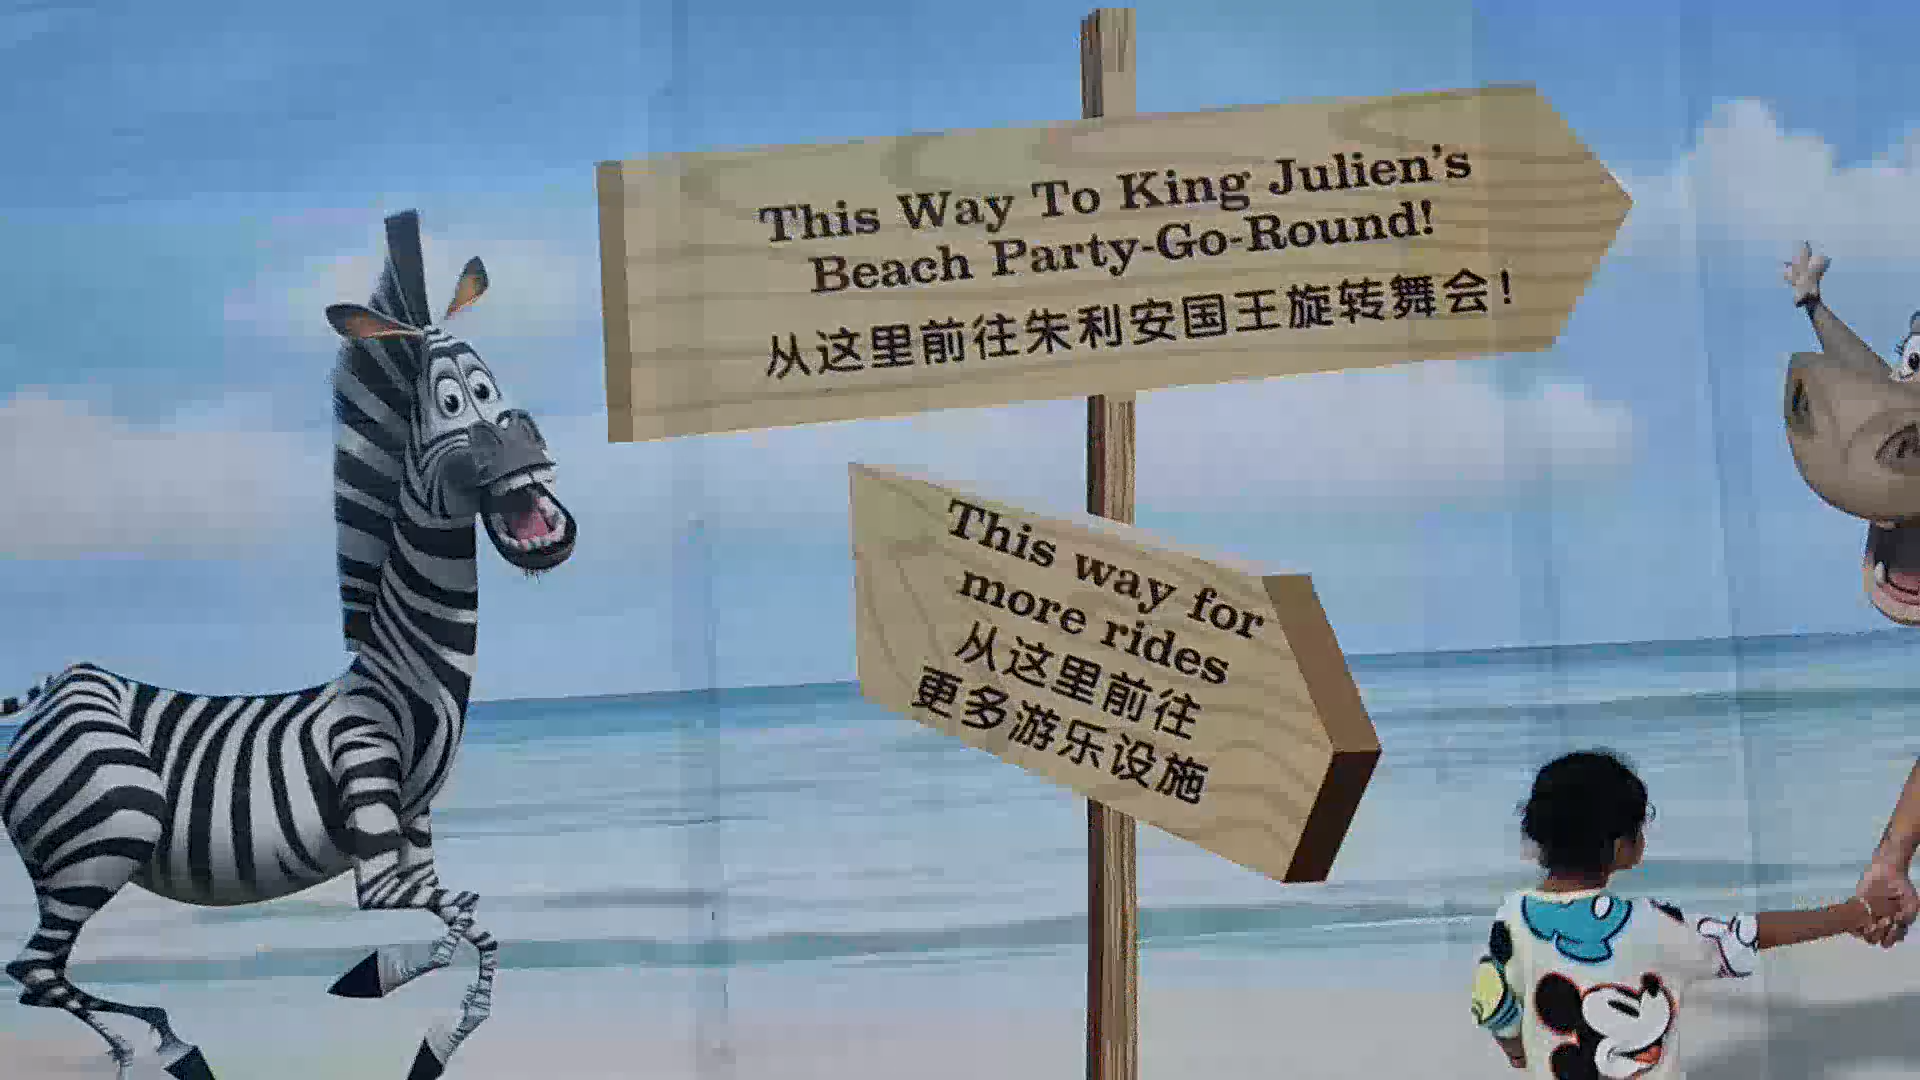 This Way To King Julien's
Beach Party-Go-Round!
从这里前往朱利安国王旋转舞会!
This way for
more rides
从这里前往
更多游乐设施